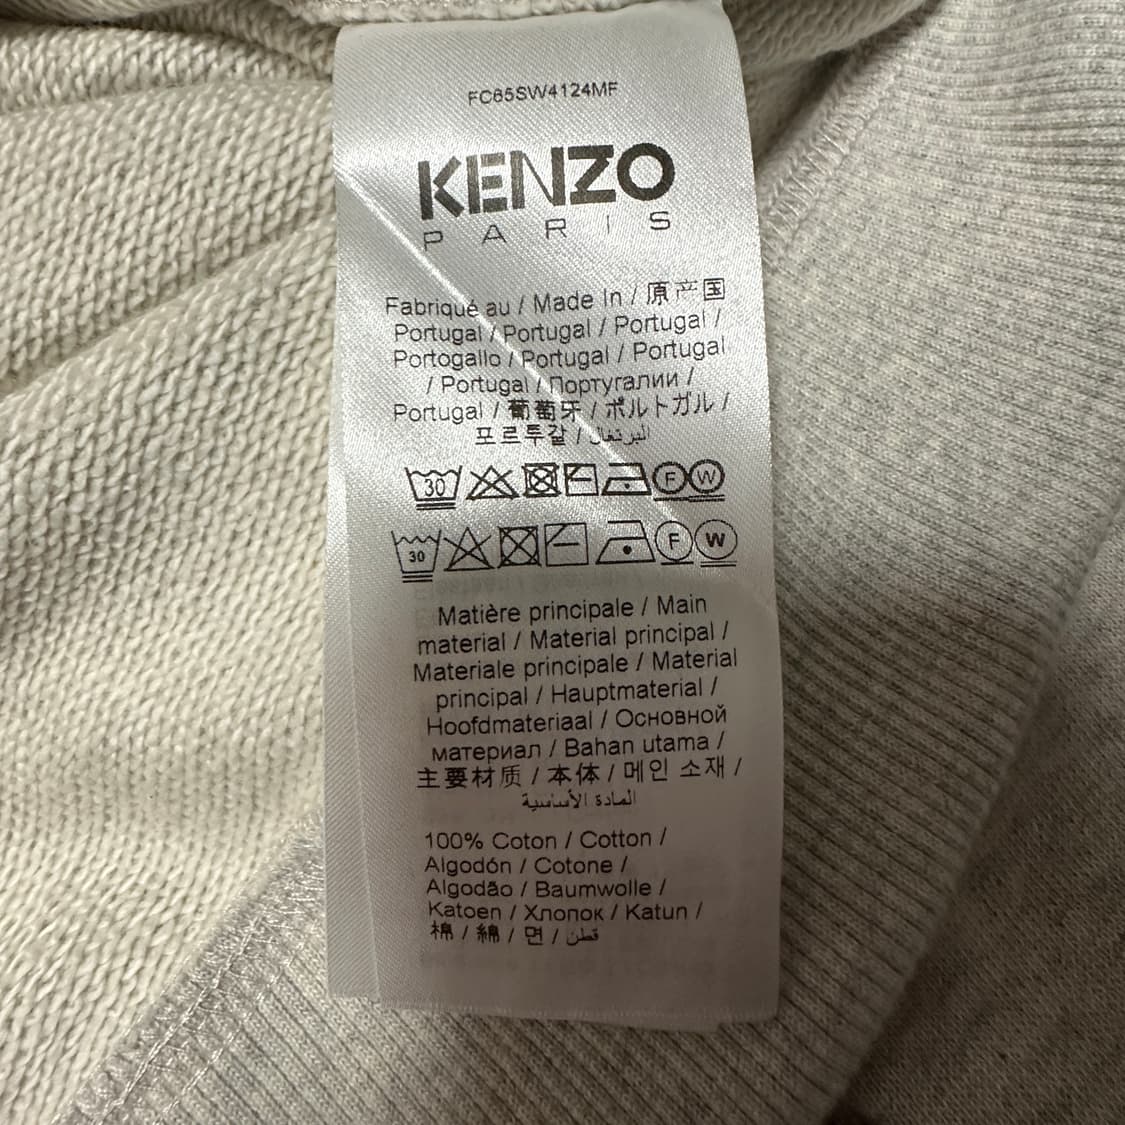 FC65SW4124MF
KENZO
PARIS
Fabriqué au / Made In / 原产国
Portugal / Portugal / Portugal /
Portogallo / Portugal / Portugal
/ Portugal / Португалии /
Portugal / 葡萄牙 / ポルトガル /
포르투갈 / البرتغال
30 F W
30 F W
Matière principale / Main
material / Material principal /
Materiale principale / Material
principal / Hauptmaterial /
Hoofdmateriaal / Основной
материал / Bahan utama /
主要材质 / 本体 / 메인 소재 /
المادة الأساسية
100% Coton / Cotton /
Algodón / Cotone /
Algodão / Baumwolle /
Katoen / Хлопок / Katun /
棉 / 綿 / 면 / قطن